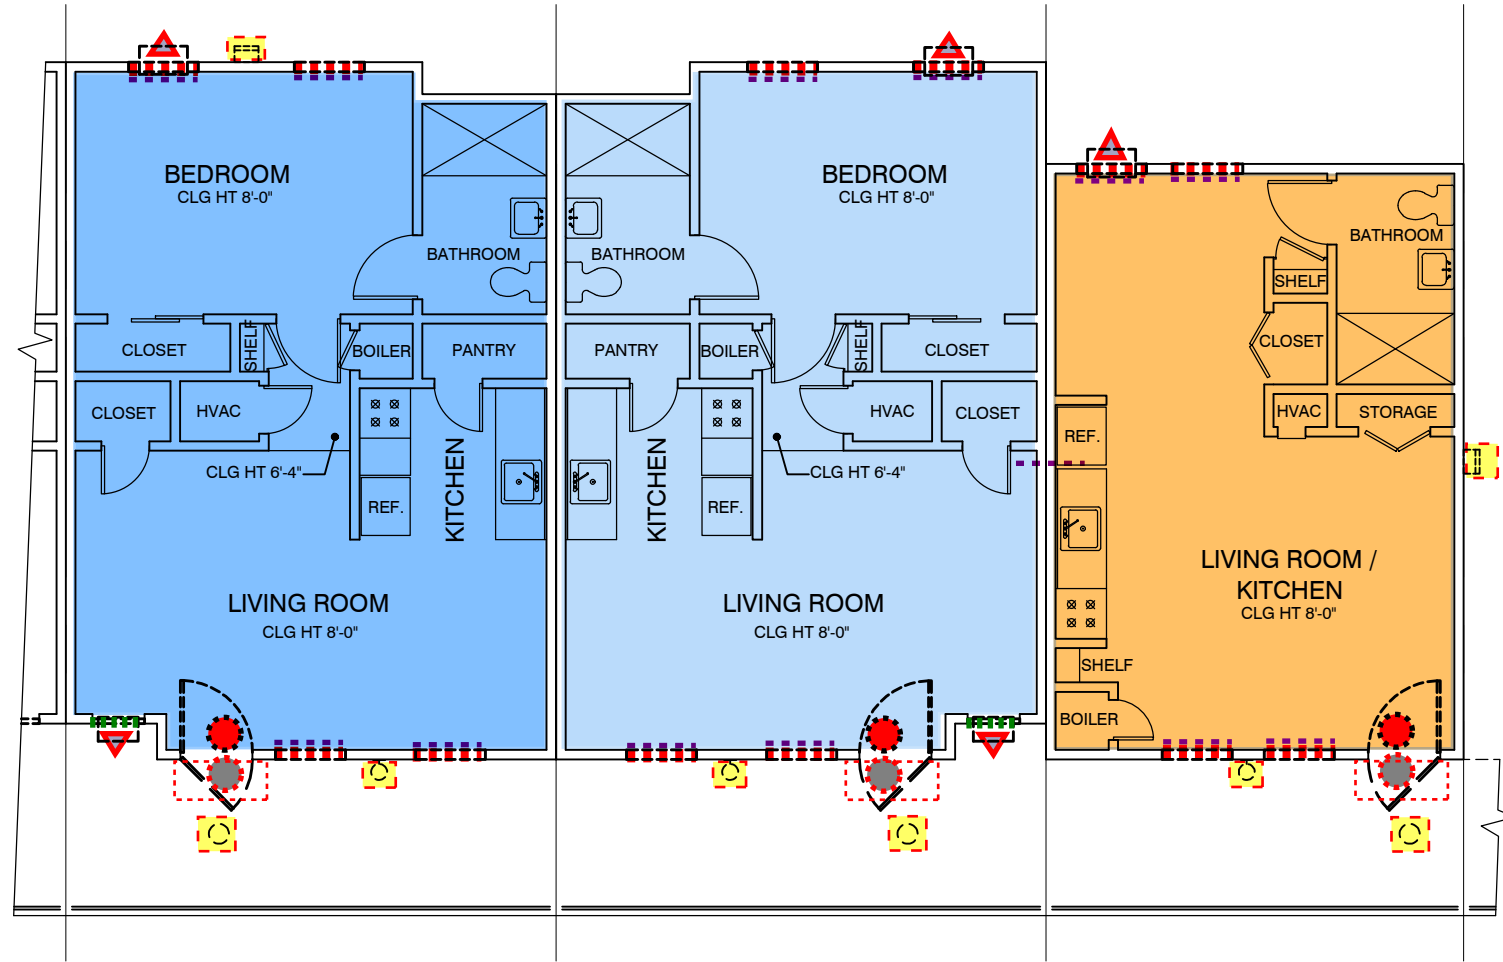 BEDROOM
CLG HT 8'-0"
BATHROOM
CLOSET
SHELF
BOILER
PANTRY
CLOSET
HVAC
CLG HT 6'-4"
REF.
KITCHEN
LIVING ROOM
CLG HT 8'-0"
BEDROOM
CLG HT 8'-0"
BATHROOM
PANTRY
BOILER
SHELF
CLOSET
HVAC
CLOSET
CLG HT 6'-4"
KITCHEN
REF.
LIVING ROOM
CLG HT 8'-0"
BATHROOM
SHELF
CLOSET
HVAC
STORAGE
REF.
LIVING ROOM /
KITCHEN
CLG HT 8'-0"
SHELF
BOILER